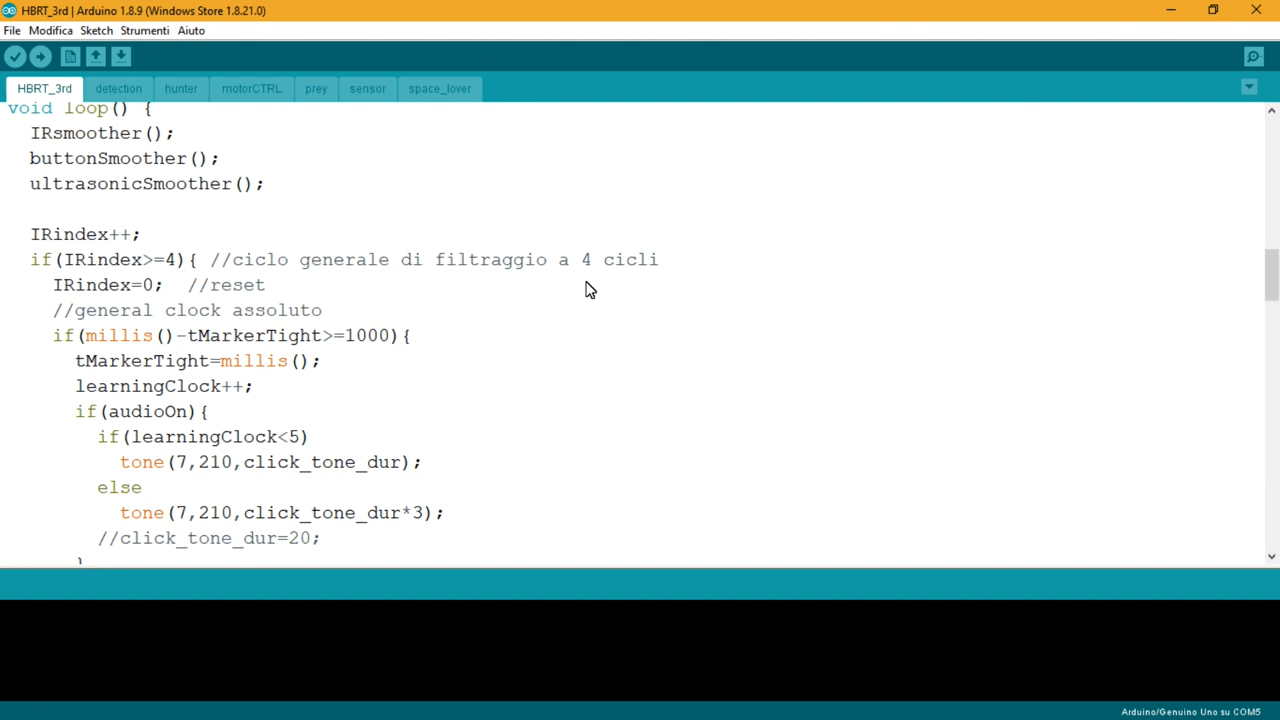 HBRT_3rd | Arduino 1.8.9 (Windows Store 1.8.21.0)
File Modifica Sketch Strumenti Aiuto
HBRT_3rd detection hunter motorCTRL prey sensor space_lover
void loop() {
IRsmoother();
buttonSmoother();
ultrasonicSmoother();
IRindex++;
if(IRindex>=4){ //ciclo generale di filtraggio a 4 cicli
IRindex=0; //reset
//general clock assoluto
if(millis()-tMarkerTight>=1000){
tMarkerTight=millis();
learningClock++;
if(audioOn){
if(learningClock<5)
tone(7,210,click_tone_dur);
else
tone(7,210,click_tone_dur*3);
//click_tone_dur=20;
}
Arduino/Genuino Uno su COM5